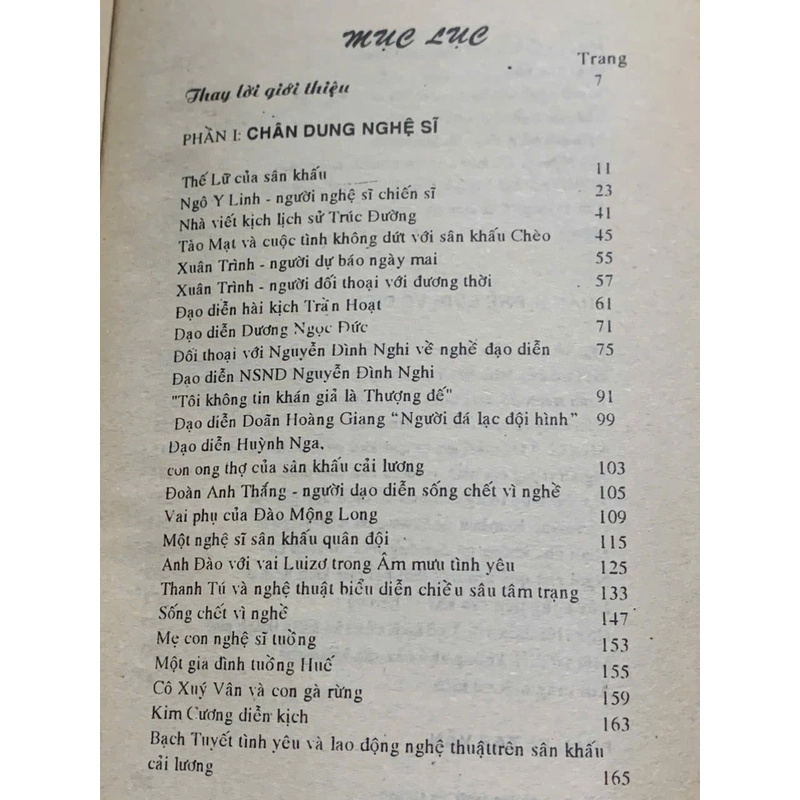 MỤC LỤC
Trang
Thay lời giới thiệu 7
PHẦN I: CHÂN DUNG NGHỆ SĨ
Thế Lữ của sân khấu 11
Ngô Y Linh - người nghệ sĩ chiến sĩ 23
Nhà viết kịch lịch sử Trúc Đường 41
Tào Mạt và cuộc tình không dứt với sân khấu Chèo 45
Xuân Trình - người dự báo ngày mai 55
Xuân Trình - người đối thoại với đương thời 57
Đạo diễn hài kịch Trần Hoạt 61
Đạo diễn Dương Ngọc Đức 71
Đối thoại với Nguyễn Đình Nghi về nghề đạo diễn 75
Đạo diễn NSND Nguyễn Đình Nghi
"Tôi không tin khán giả là Thượng đế" 91
Đạo diễn Doãn Hoàng Giang “Người đá lạc đội hình” 99
Đạo diễn Huỳnh Nga,
con ong thợ của sân khấu cải lương 103
Đoàn Anh Thắng - người đạo diễn sống chết vì nghề 105
Vai phụ của Đào Mộng Long 109
Một nghệ sĩ sân khấu quân đội 115
Anh Đào với vai Luizơ trong Âm mưu tình yêu 125
Thanh Tú và nghệ thuật biểu diễn chiều sâu tâm trạng 133
Sống chết vì nghề 147
Mẹ con nghệ sĩ tuồng 153
Một gia đình tuồng Huế 155
Cô Xuý Vân và con gà rừng 159
Kim Cương diễn kịch 163
Bạch Tuyết tình yêu và lao động nghệ thuậttrên sân khấu
cải lương 165